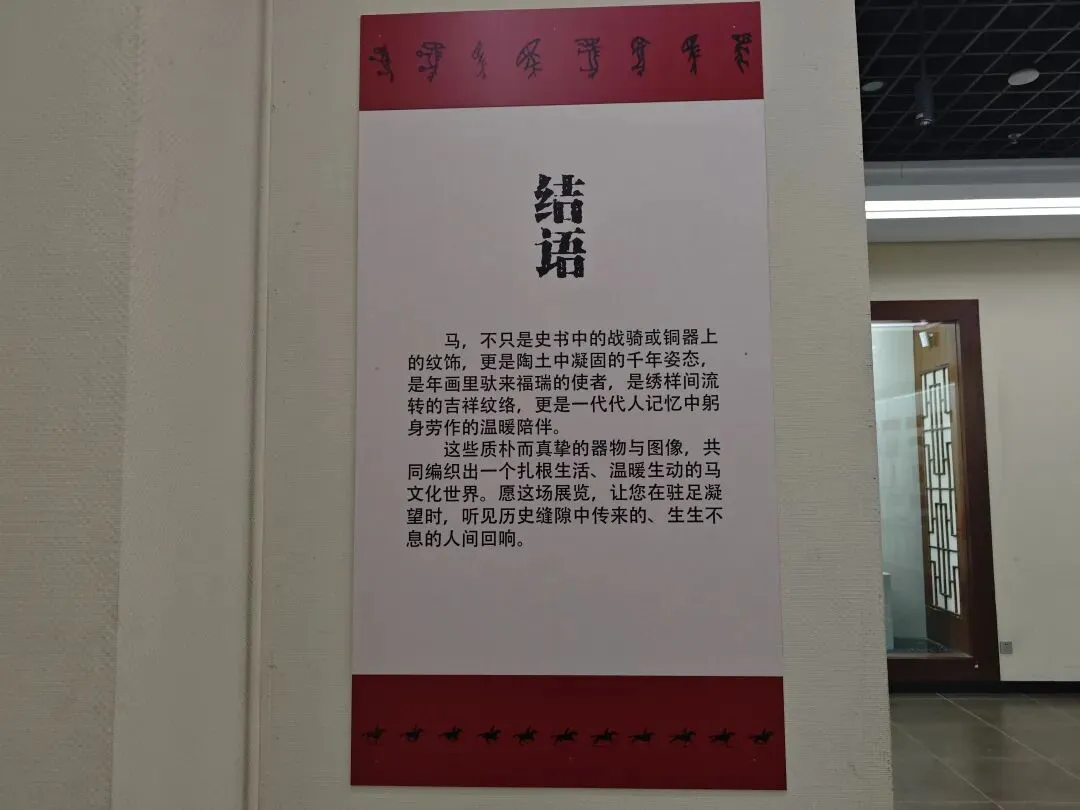 结
语
马，不只是史书中的战骑或铜器上
的纹饰，更是陶土中凝固的千年姿态，
是年画里驮来福瑞的使者，是绣样间流
转的吉祥纹络，更是一代代人记忆中躬
身劳作的温暖陪伴。
这些质朴而真挚的器物与图像，共
同编织出一个扎根生活、温暖生动的马
文化世界。愿这场展览，让您在驻足凝
望时，听见历史缝隙中传来的、生生不
息的人间回响。